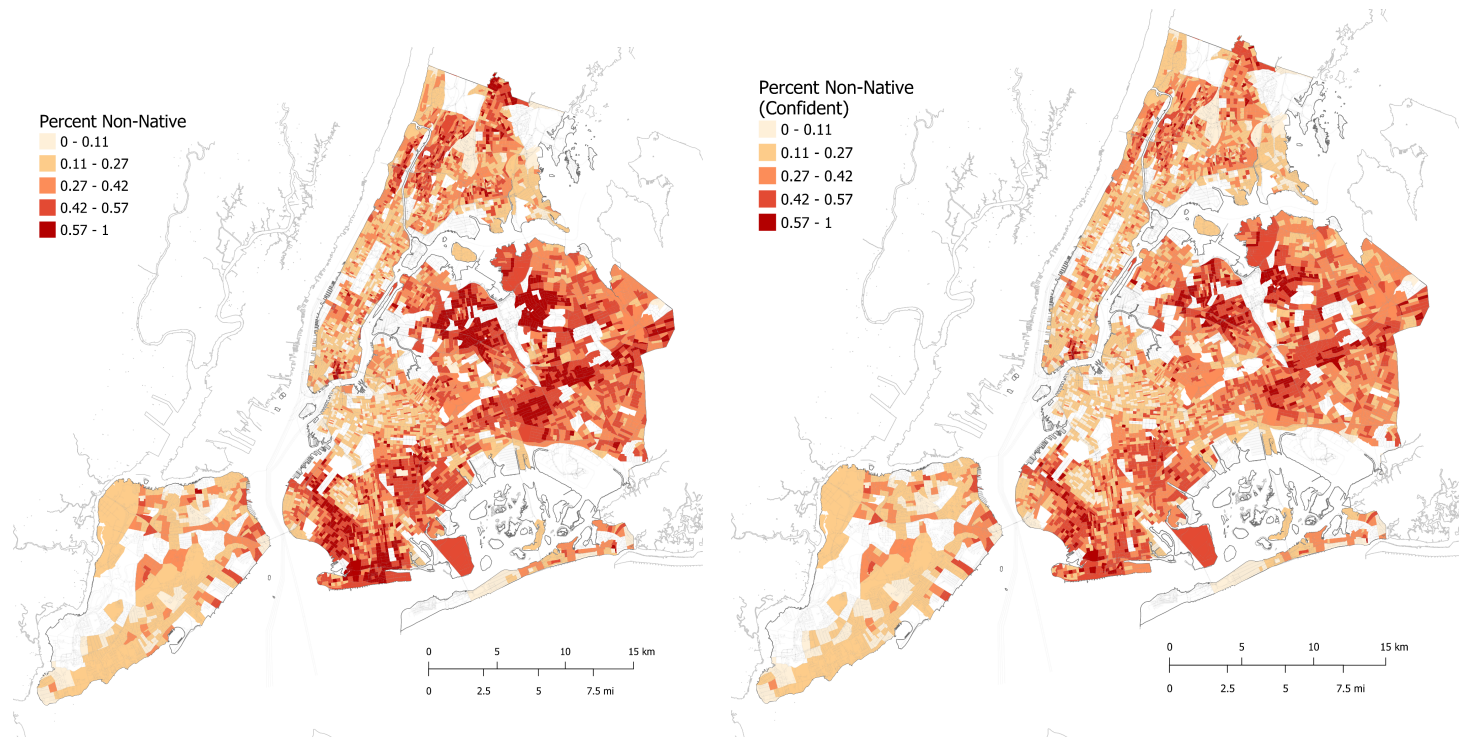 Percent Non-Native
0 - 0.11
0.11 - 0.27
0.27 - 0.42
0.42 - 0.57
0.57 - 1
0 5 10 15 km
0 2.5 5 7.5 mi
Percent Non-Native
(Confident)
0 - 0.11
0.11 - 0.27
0.27 - 0.42
0.42 - 0.57
0.57 - 1
0 5 10 15 km
0 2.5 5 7.5 mi